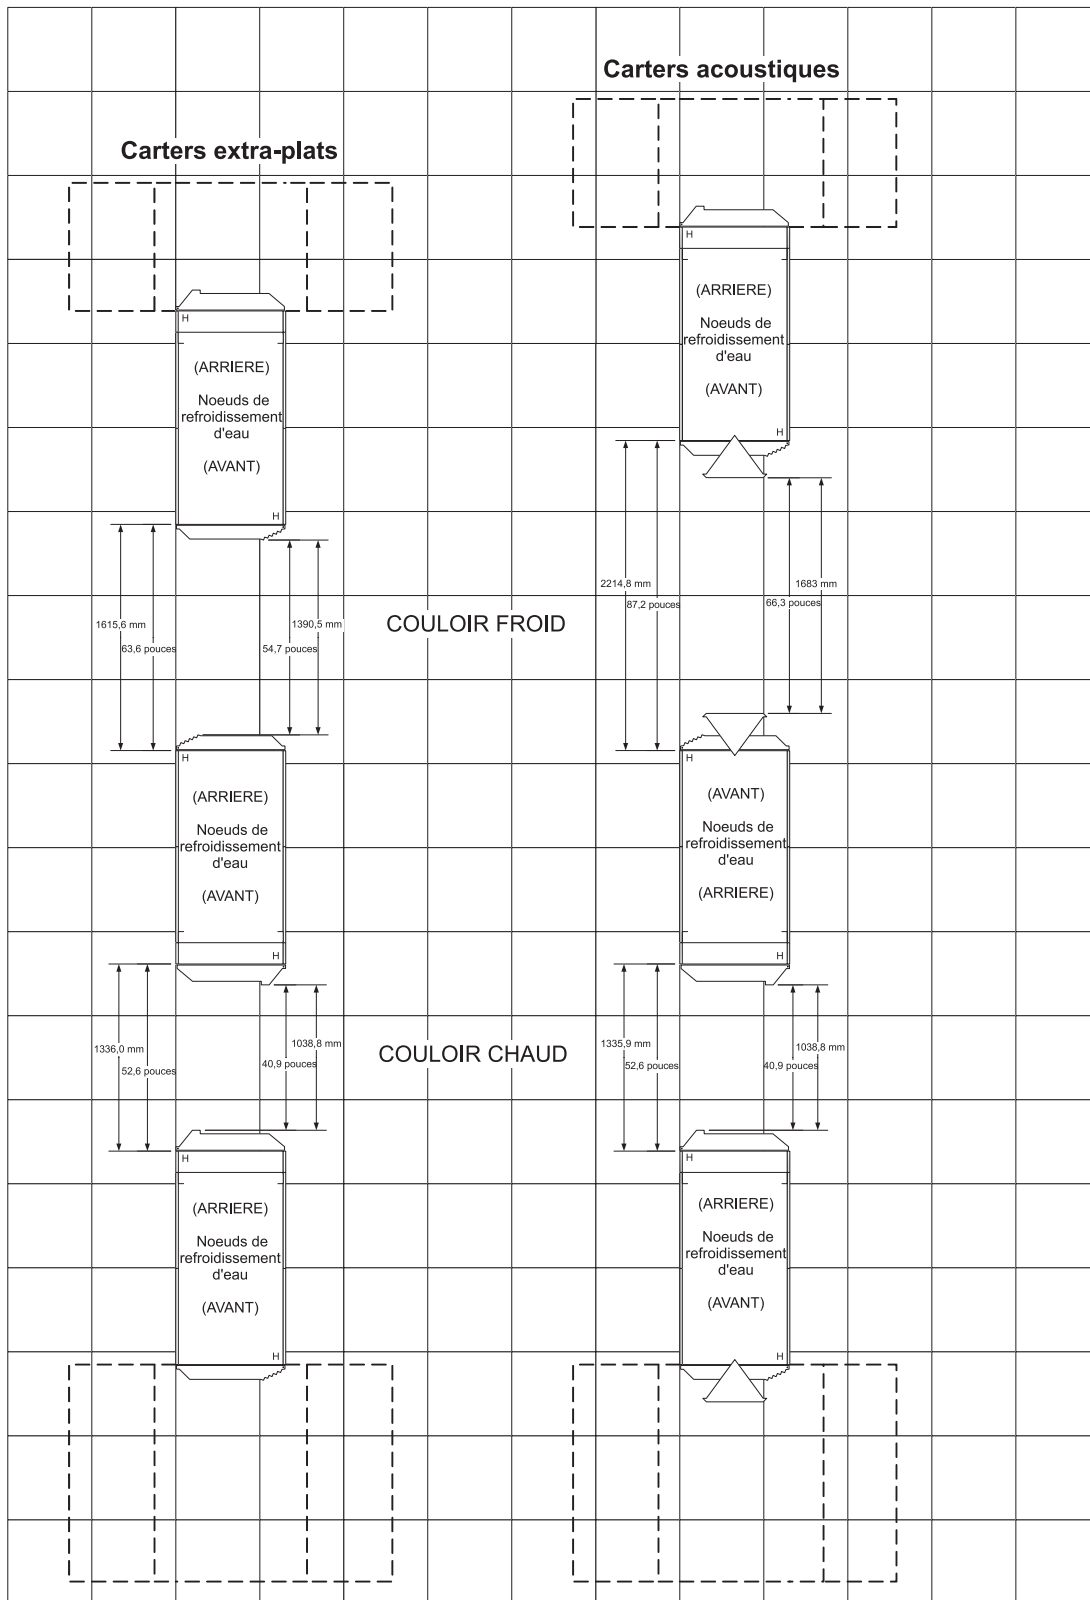 Carters acoustiques
Carters extra-plats
H
(ARRIERE)
Noeuds de
refroidissement
d'eau
(AVANT)
H
H
(ARRIERE)
Noeuds de
refroidissement
d'eau
(AVANT)
H
1615,6 mm
63,6 pouces
1390,5 mm
54,7 pouces
COULOIR FROID
2214,8 mm
87,2 pouces
1683 mm
66,3 pouces
H
(ARRIERE)
Noeuds de
refroidissement
d'eau
(AVANT)
H
H
(AVANT)
Noeuds de
refroidissement
d'eau
(ARRIERE)
H
1336,0 mm
52,6 pouces
1038,8 mm
40,9 pouces
COULOIR CHAUD
1335,9 mm
52,6 pouces
1038,8 mm
40,9 pouces
H
(ARRIERE)
Noeuds de
refroidissement
d'eau
(AVANT)
H
H
(ARRIERE)
Noeuds de
refroidissement
d'eau
(AVANT)
H